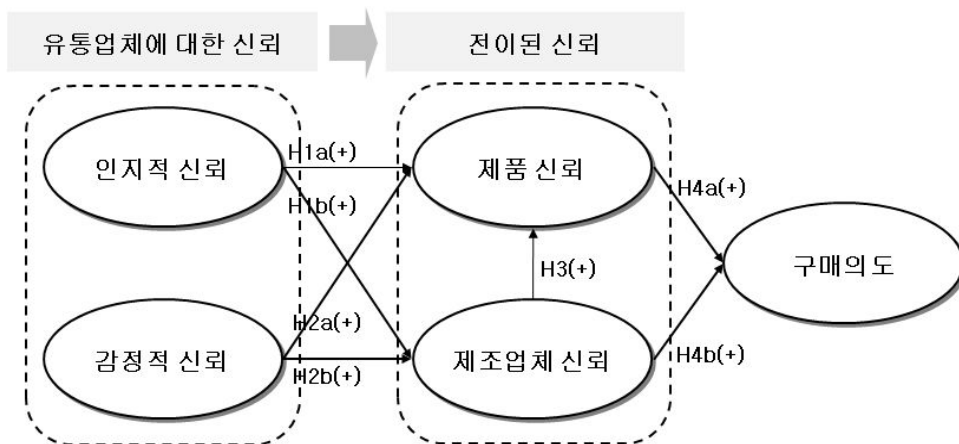 유통업체에 대한 신뢰
전이된 신뢰
인지적 신뢰
H1a(+)
제품 신뢰
H4a(+)
H1b(+)
H3(+)
구매의도
H2a(+)
감정적 신뢰
제조업체 신뢰
H4b(+)
H2b(+)